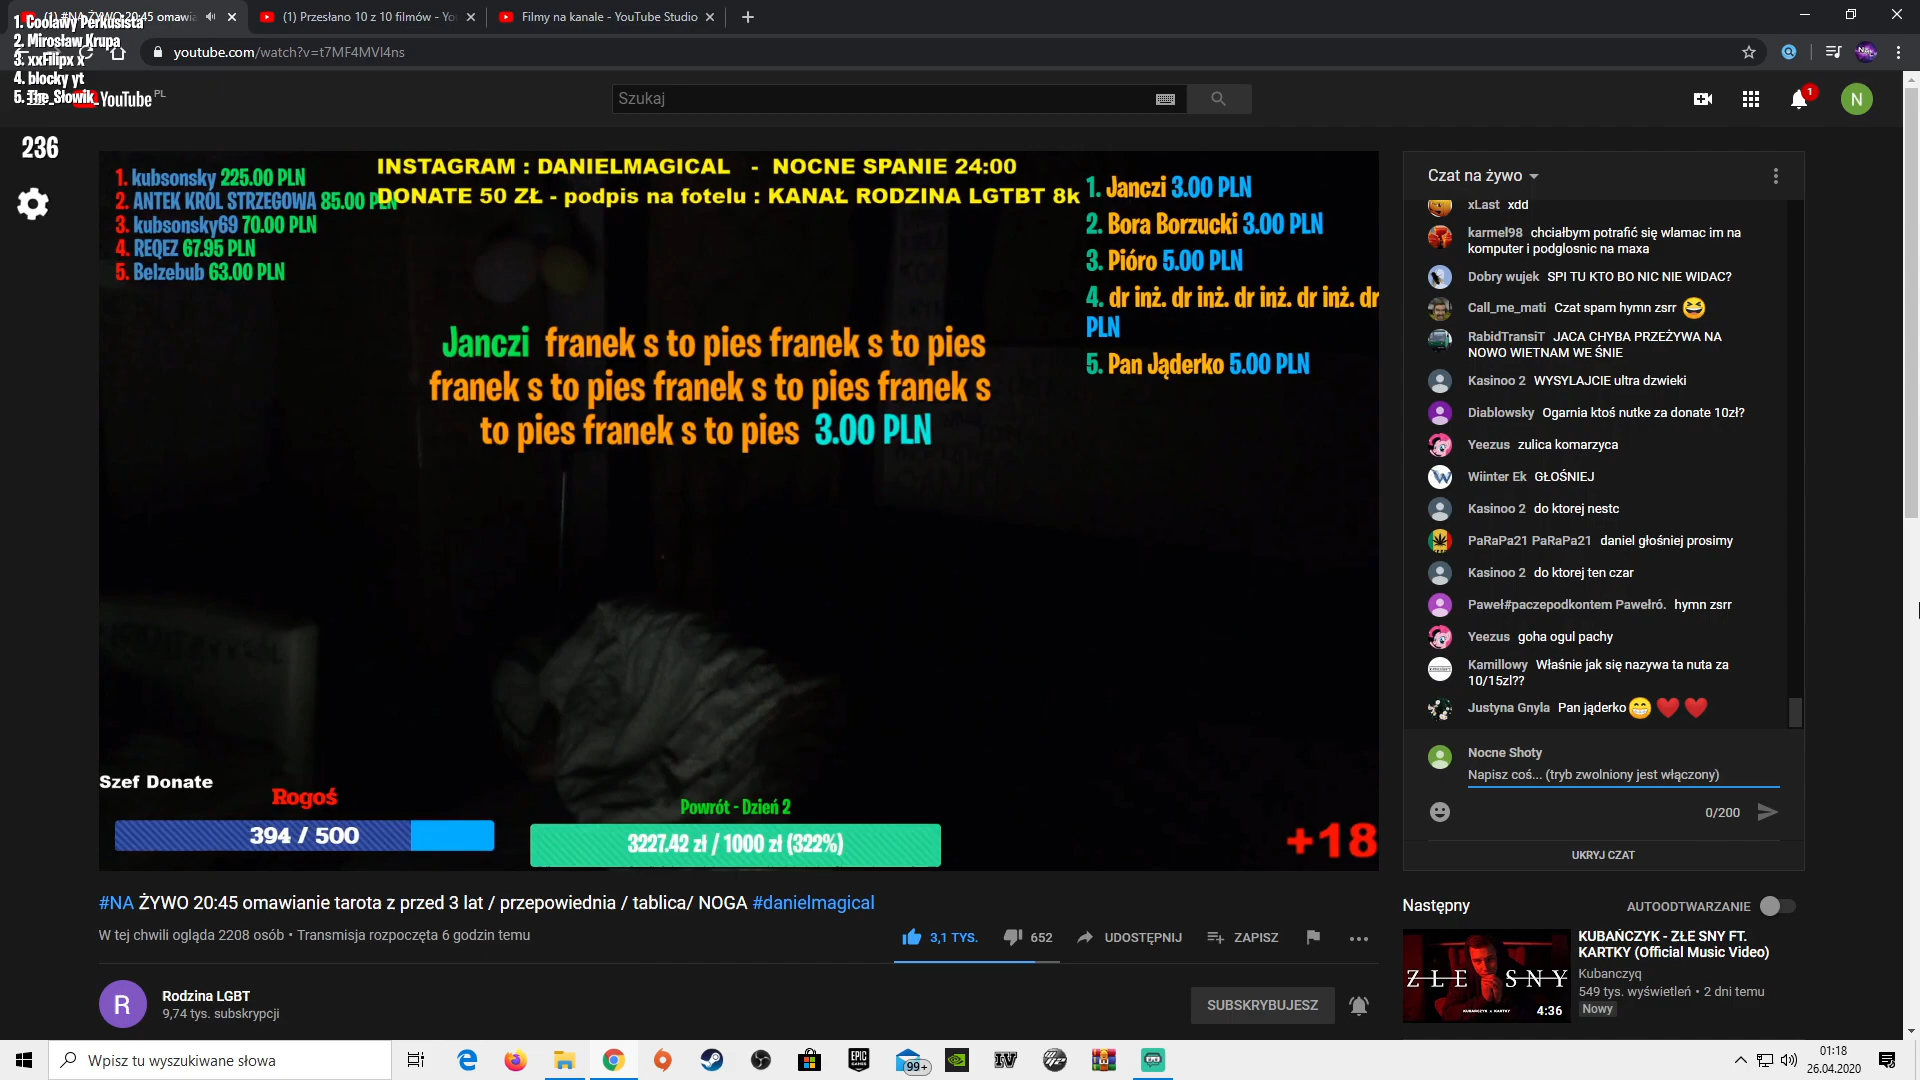 1. Coolawy Perkusista
2. Mirosław Krupa
3. xxFilipx x
4. blocky yt
5. The_Słowik_
236
(1) #NA ŻYWO 20:45 omawia
(1) Przesłano 10 z 10 filmów - Yo
Filmy na kanale - YouTube Studio
youtube.com/watch?v=t7MF4MVl4ns
YouTube PL
Szukaj
1
N
INSTAGRAM : DANIELMAGICAL - NOCNE SPANIE 24:00
DONATE 50 ZŁ - podpis na fotelu : KANAŁ RODZINA LGTBT 8k
1. kubsonsky 225.00 PLN
2. ANTEK KRÓL STRZEGOWA 85.00 PLN
3. kubsonsky69 70.00 PLN
4. REQEZ 67.95 PLN
5. Belzebub 63.00 PLN
1. Janczi 3.00 PLN
2. Bora Borzucki 3.00 PLN
3. Pióro 5.00 PLN
4. dr inż. dr inż. dr inż. dr inż. dr
PLN
5. Pan Jąderko 5.00 PLN
Janczi franek s to pies franek s to pies
franek s to pies franek s to pies franek s
to pies franek s to pies 3.00 PLN
Szef Donate
Rogoś
394 / 500
Powrót - Dzień 2
3227.42 zł / 1000 zł (322%)
+18
Czat na żywo
xLast xdd
karmel98 chciałbym potrafić się wlamac im na
komputer i podglosnic na maxa
Dobry wujek SPI TU KTO BO NIC NIE WIDAC?
Call_me_mati Czat spam hymn zsrr 😆
RabidTransiT JACA CHYBA PRZEŻYWA NA
NOWO WIETNAM WE ŚNIE
Kasinoo 2 WYSYLAJCIE ultra dzwieki
Diablowsky Ogarnia ktoś nutke za donate 10zł?
Yeezus zulica komarzyca
Wiinter Ek GŁOŚNIEJ
Kasinoo 2 do ktorej nestc
PaRaPa21 PaRaPa21 daniel głośniej prosimy
Kasinoo 2 do ktorej ten czar
Paweł#paczepodkontem Pawełró. hymn zsrr
Yeezus goha ogul pachy
Kamillowy Właśnie jak się nazywa ta nuta za
10/15zl??
Justyna Gnyla Pan jąderko 😁❤❤
Nocne Shoty
Napisz coś... (tryb zwolniony jest włączony)
0/200
UKRYJ CZAT
#NA ŻYWO 20:45 omawianie tarota z przed 3 lat / przepowiednia / tablica/ NOGA #danielmagical
W tej chwili ogląda 2208 osób • Transmisja rozpoczęta 6 godzin temu
3,1 TYS.
652
UDOSTĘPNIJ
ZAPISZ
R
Rodzina LGBT
9,74 tys. subskrypcji
SUBSKRYBUJESZ
Następny
AUTOODTWARZANIE
ZŁE SNY
4:36
KUBAŃCZYK - ZŁE SNY FT.
KARTKY (Official Music Video)
Kubanczyq
549 tys. wyświetleń • 2 dni temu
Nowy
Wpisz tu wyszukiwane słowa
EPIC GAMES
99+
IV
01:18
26.04.2020